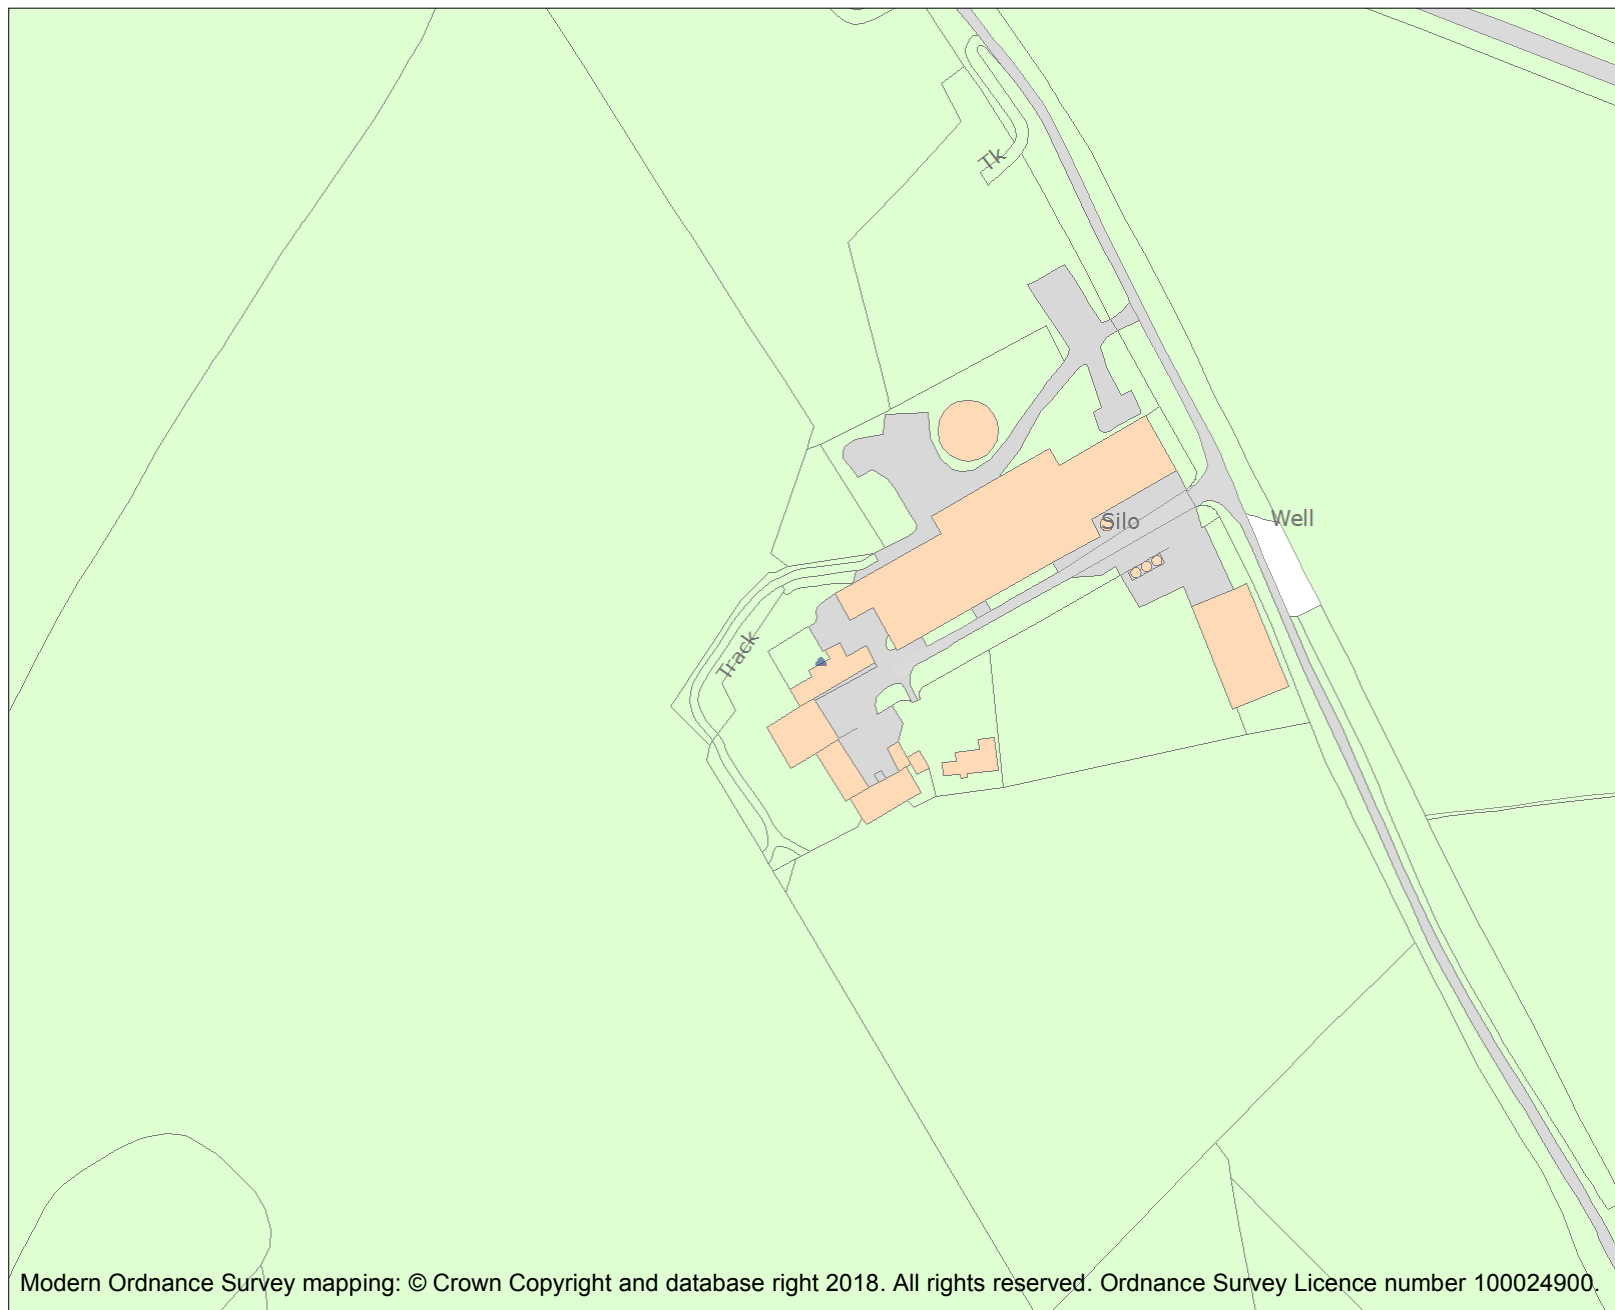 Tk
Silo
Well
Track
Modern Ordnance Survey mapping: © Crown Copyright and database right 2018. All rights reserved. Ordnance Survey Licence number 100024900.